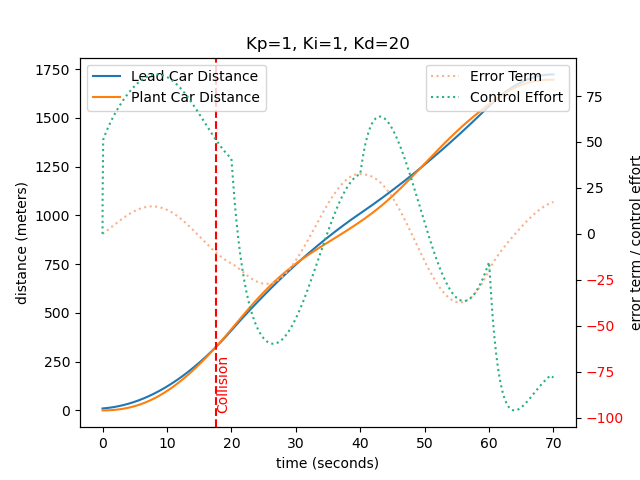 Kp=1, Ki=1, Kd=20
Lead Car Distance
Plant Car Distance
Error Term
Control Effort
1750
1500
1250
1000
750
500
250
0
distance (meters)
75
50
25
0
−25
−50
−75
−100
error term / control effort
Collision
0 10 20 30 40 50 60 70
time (seconds)